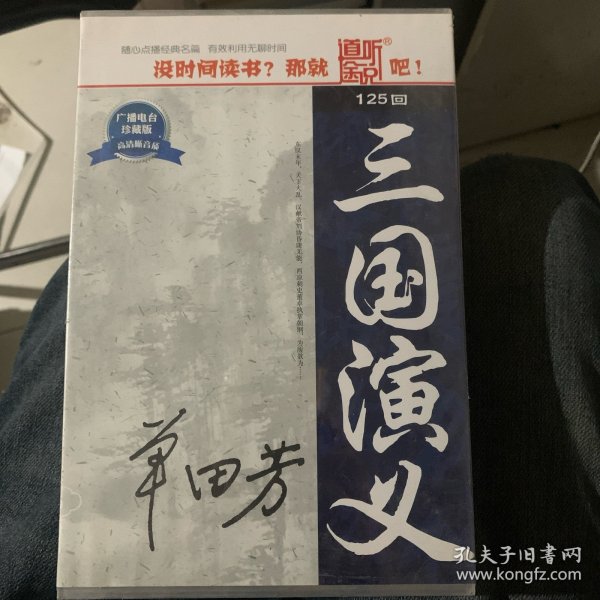 随心点播经典名篇 有效利用无聊时间
没时间读书？那就 道听金说® 吧！
125回
广播电台
珍藏版
高清晰音质
三国演义
单田芳
孔夫子旧书网
www.kongfz.com